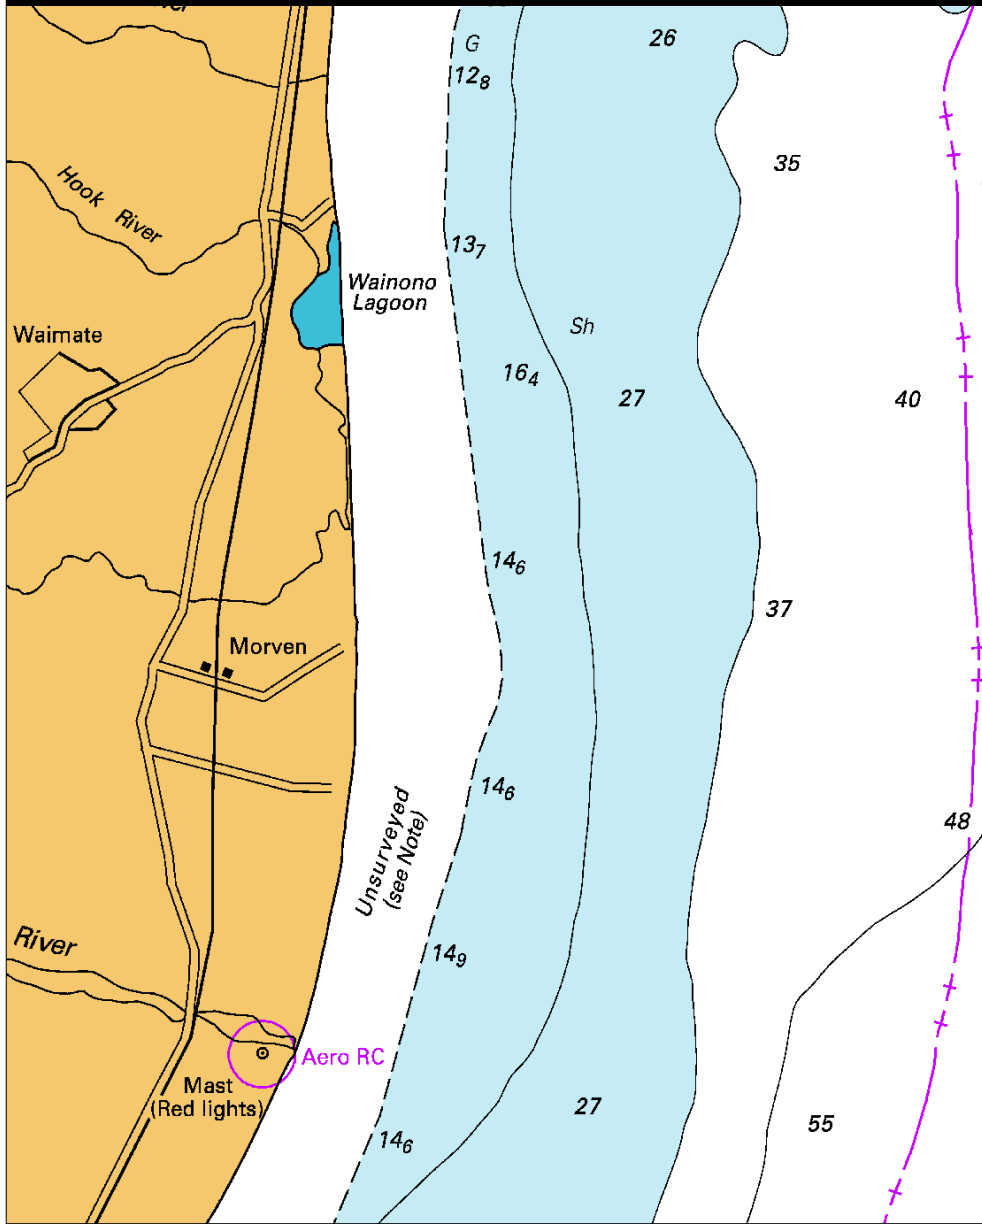 G
26
12₈
35
Hook River
13₇
Wainono
Lagoon
Sh
Waimate
16₄
27
40
14₆
37
Morven
14₆
Unsurveyed
(see Note)
48
River
14₉
Aero RC
Mast
(Red lights)
27
55
14₆